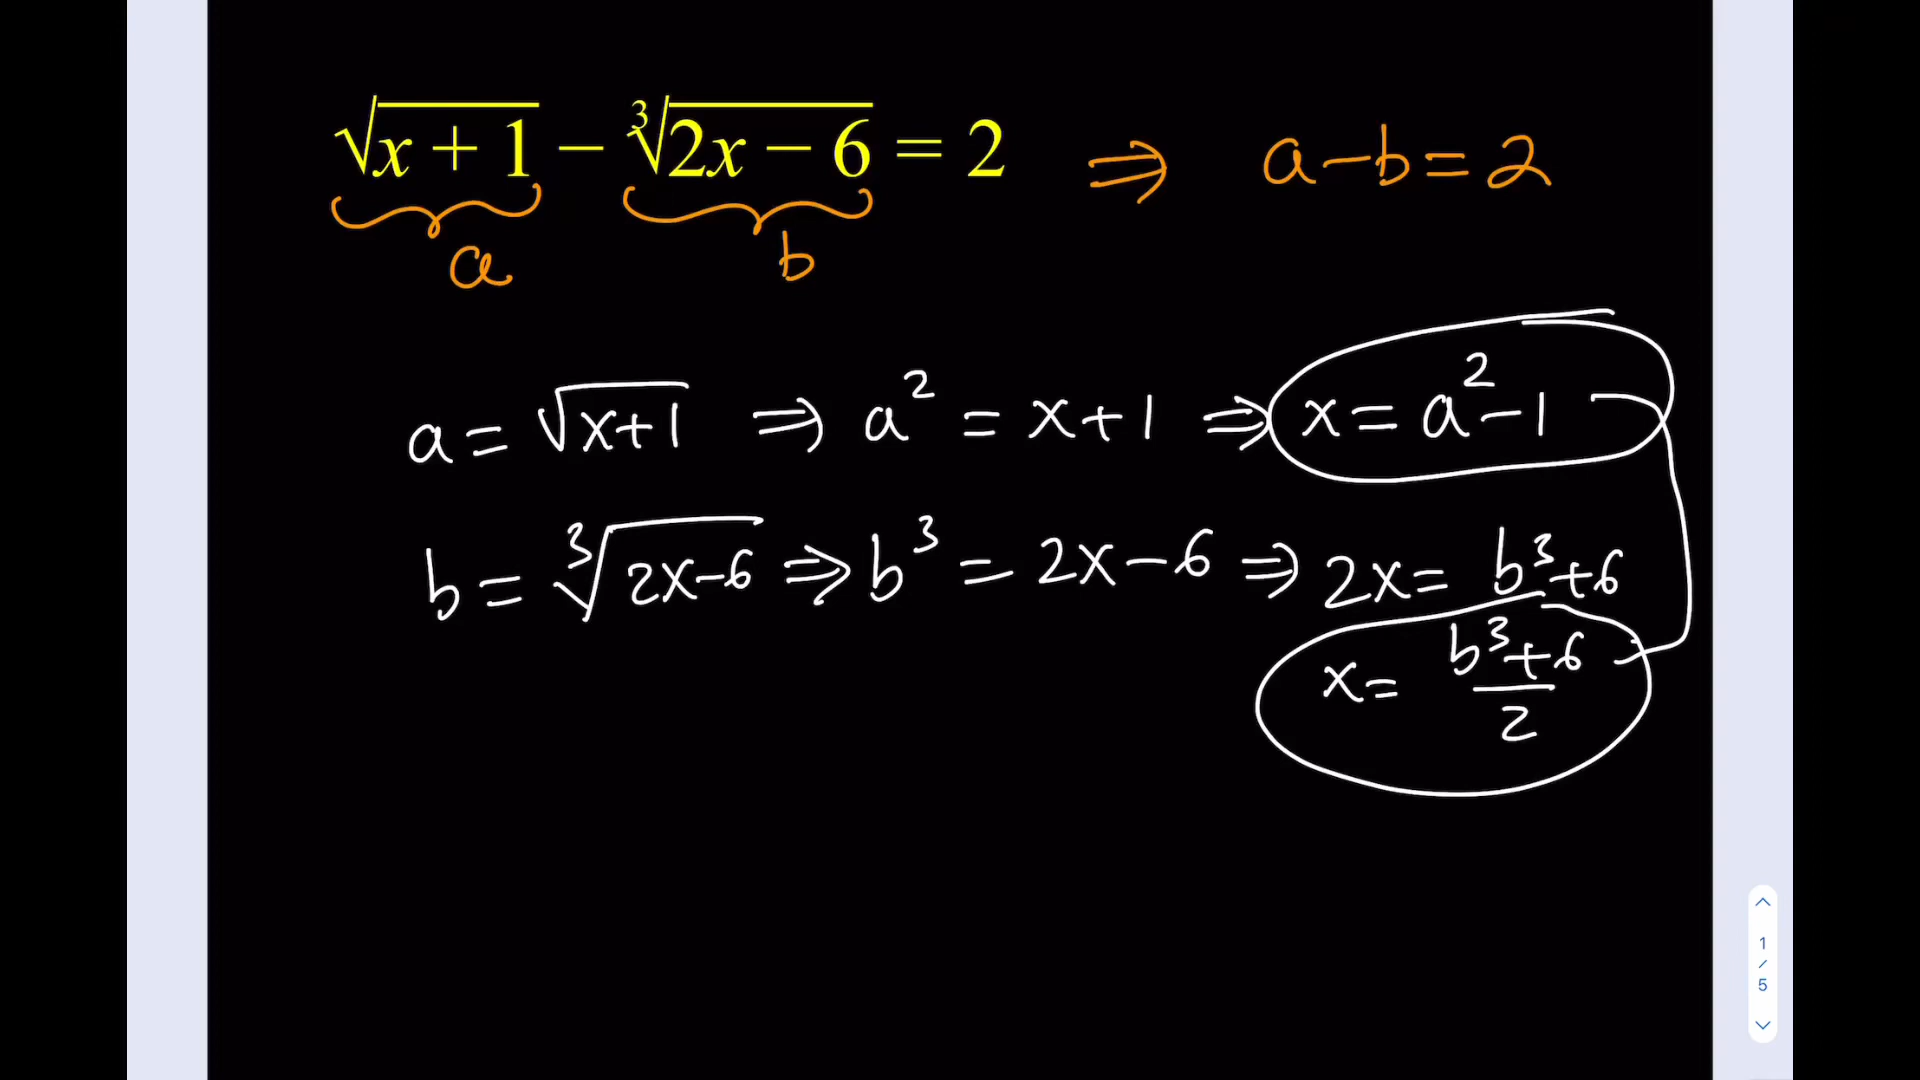 √x + 1 − ∛2x − 6 = 2 ⇒ a − b = 2
a b
a = √x+1 ⇒ a² = x + 1 ⇒ x = a² − 1
b = ∛2x−6 ⇒ b³ = 2x − 6 ⇒ 2x = b³ + 6
x = b³ + 6 / 2
1
/
5